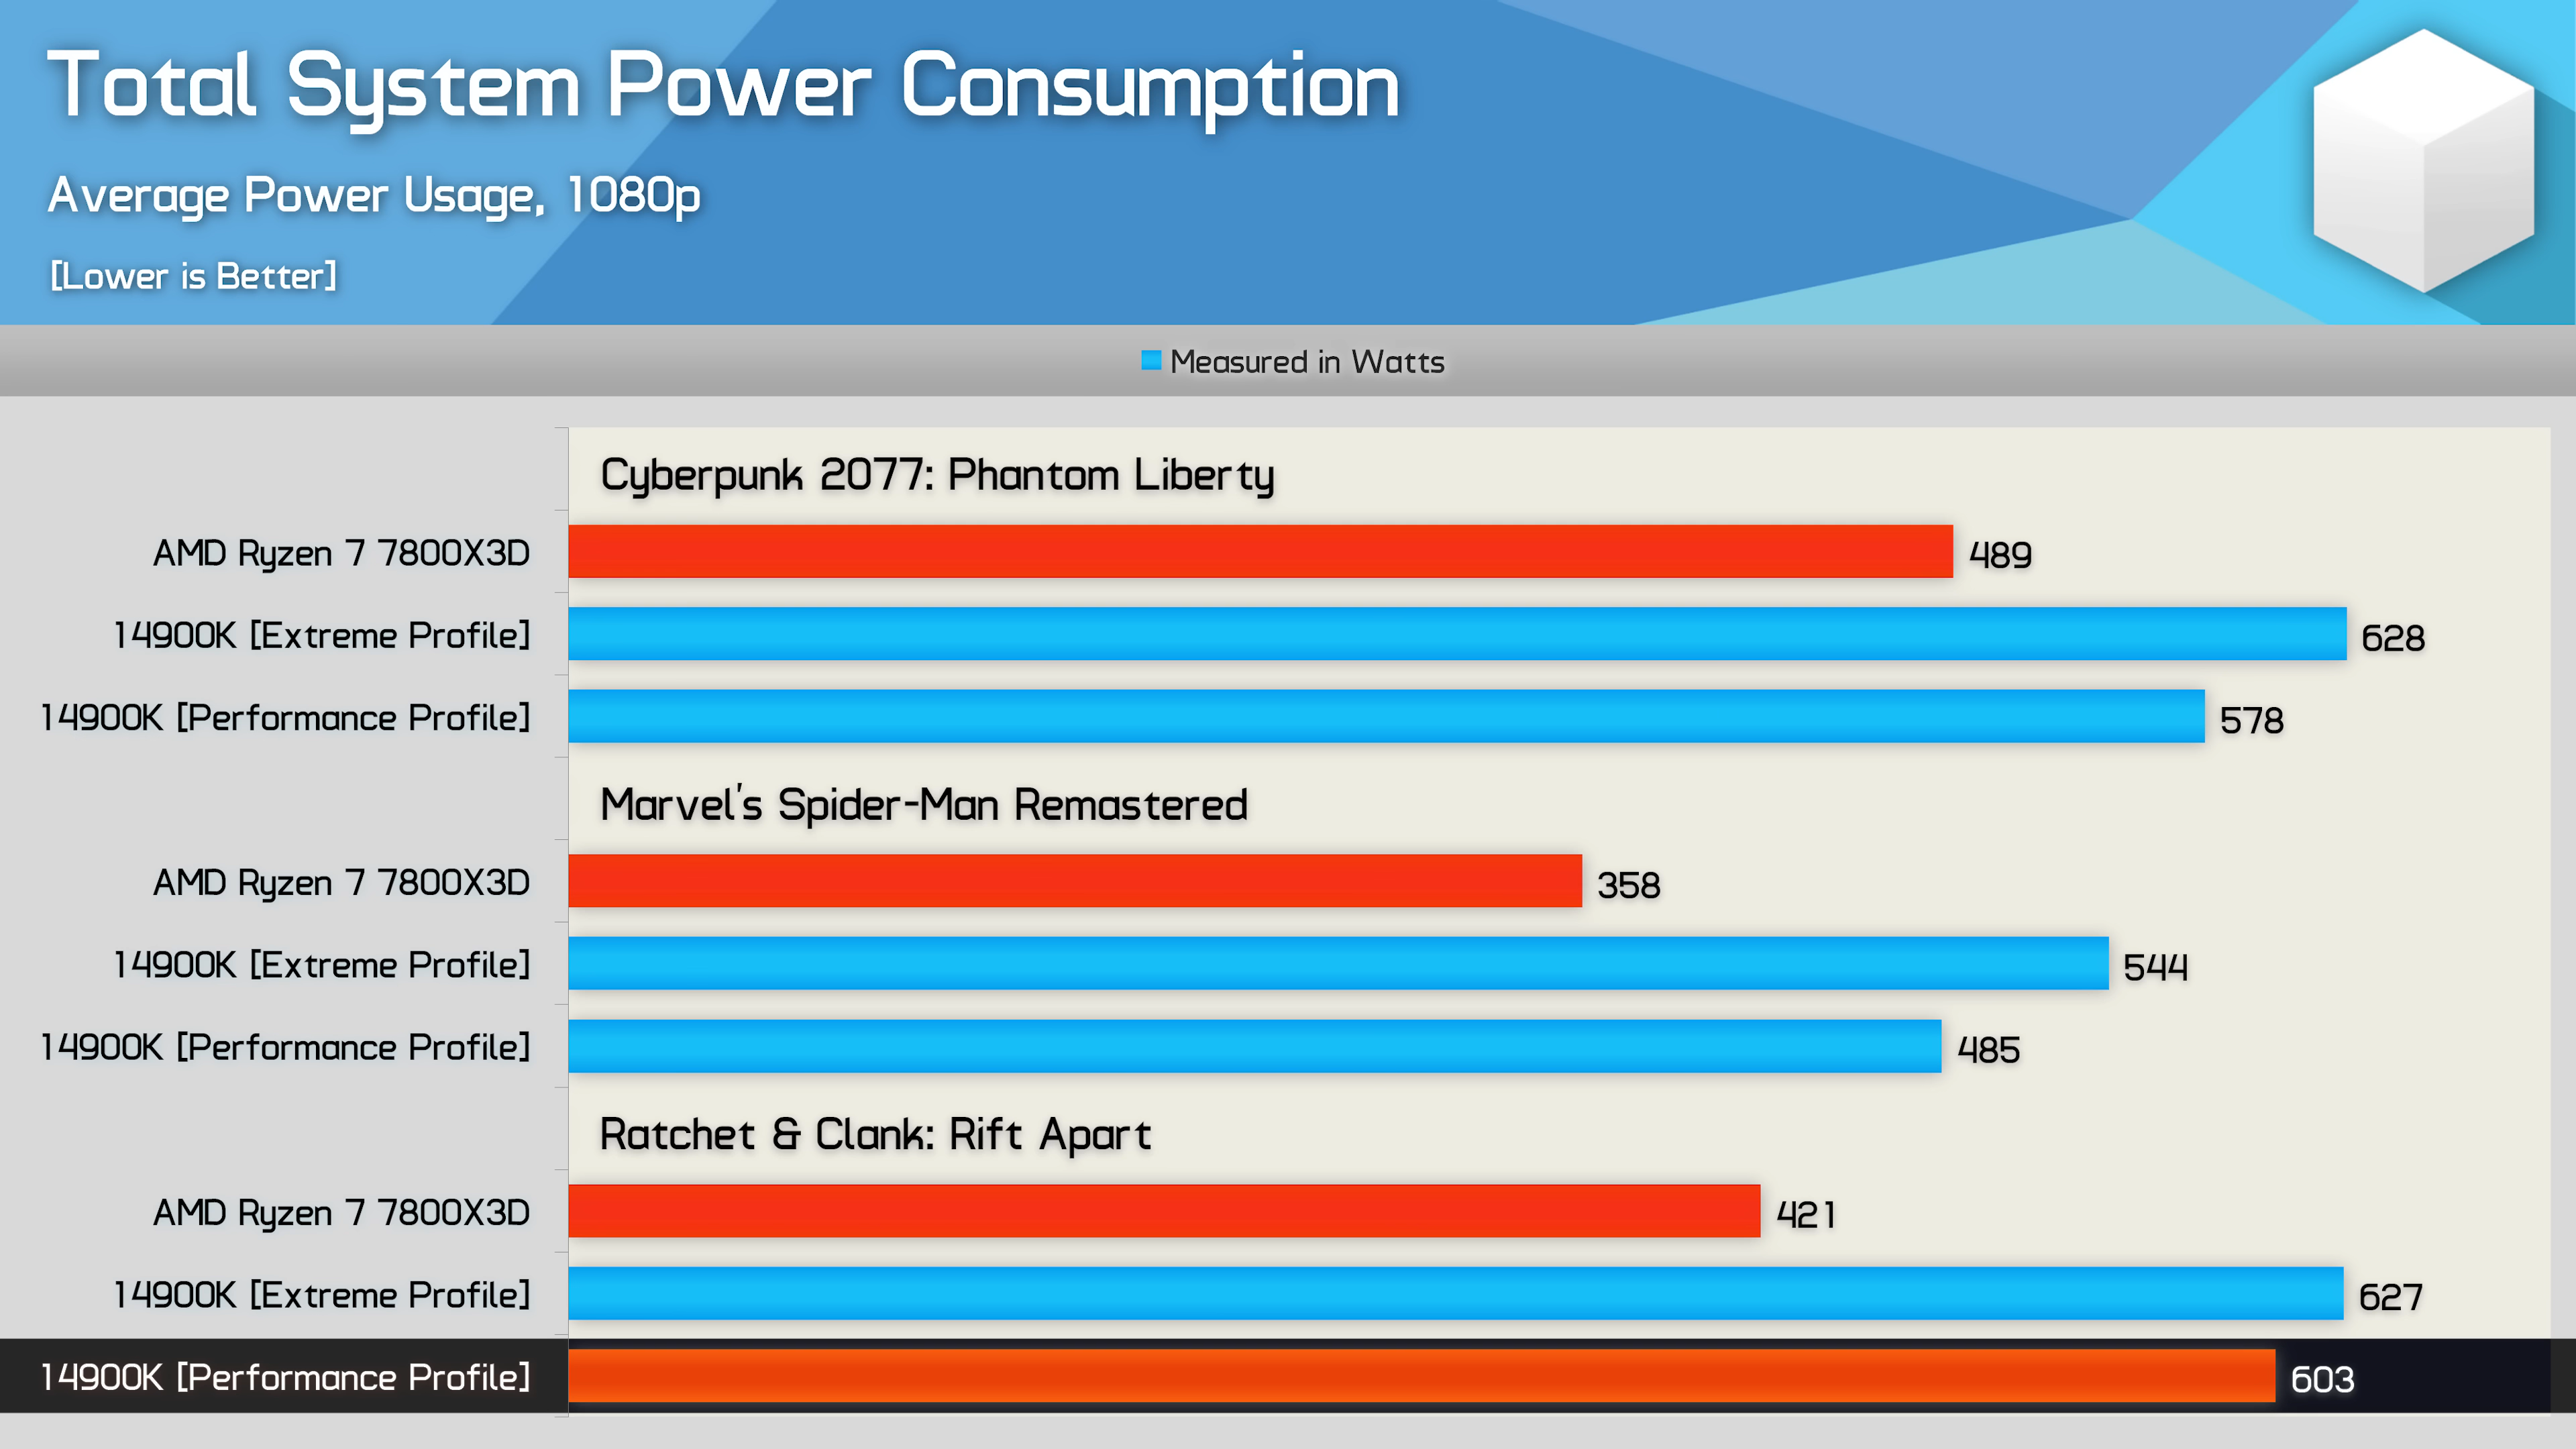 Total System Power Consumption
Average Power Usage, 1080p
[Lower is Better]
Measured in Watts
Cyberpunk 2077: Phantom Liberty
AMD Ryzen 7 7800X3D 489
14900K [Extreme Profile] 628
14900K [Performance Profile] 578
Marvel's Spider-Man Remastered
AMD Ryzen 7 7800X3D 358
14900K [Extreme Profile] 544
14900K [Performance Profile] 485
Ratchet & Clank: Rift Apart
AMD Ryzen 7 7800X3D 421
14900K [Extreme Profile] 627
14900K [Performance Profile] 603